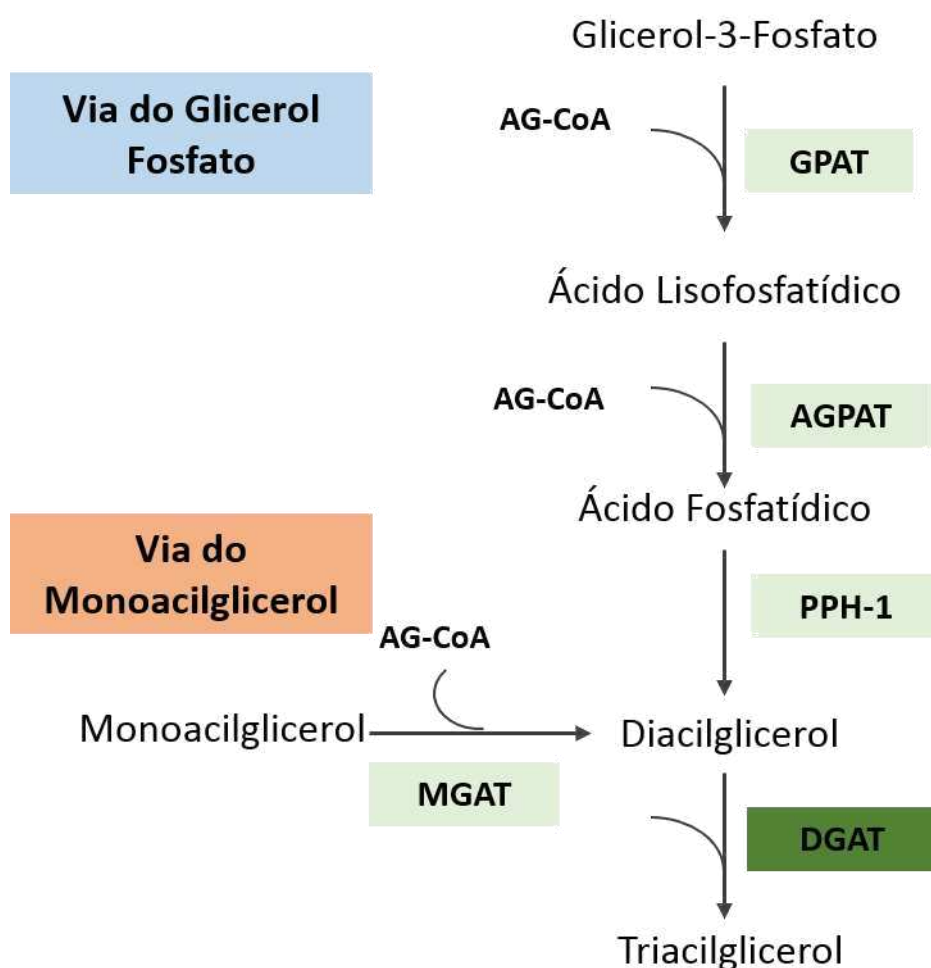 Glicerol-3-Fosfato
Via do Glicerol
Fosfato
AG-CoA
GPAT
Ácido Lisofosfatídico
AG-CoA
AGPAT
Ácido Fosfatídico
Via do
Monoacilglicerol
PPH-1
AG-CoA
Monoacilglicerol
Diacilglicerol
MGAT
DGAT
Triacilglicerol